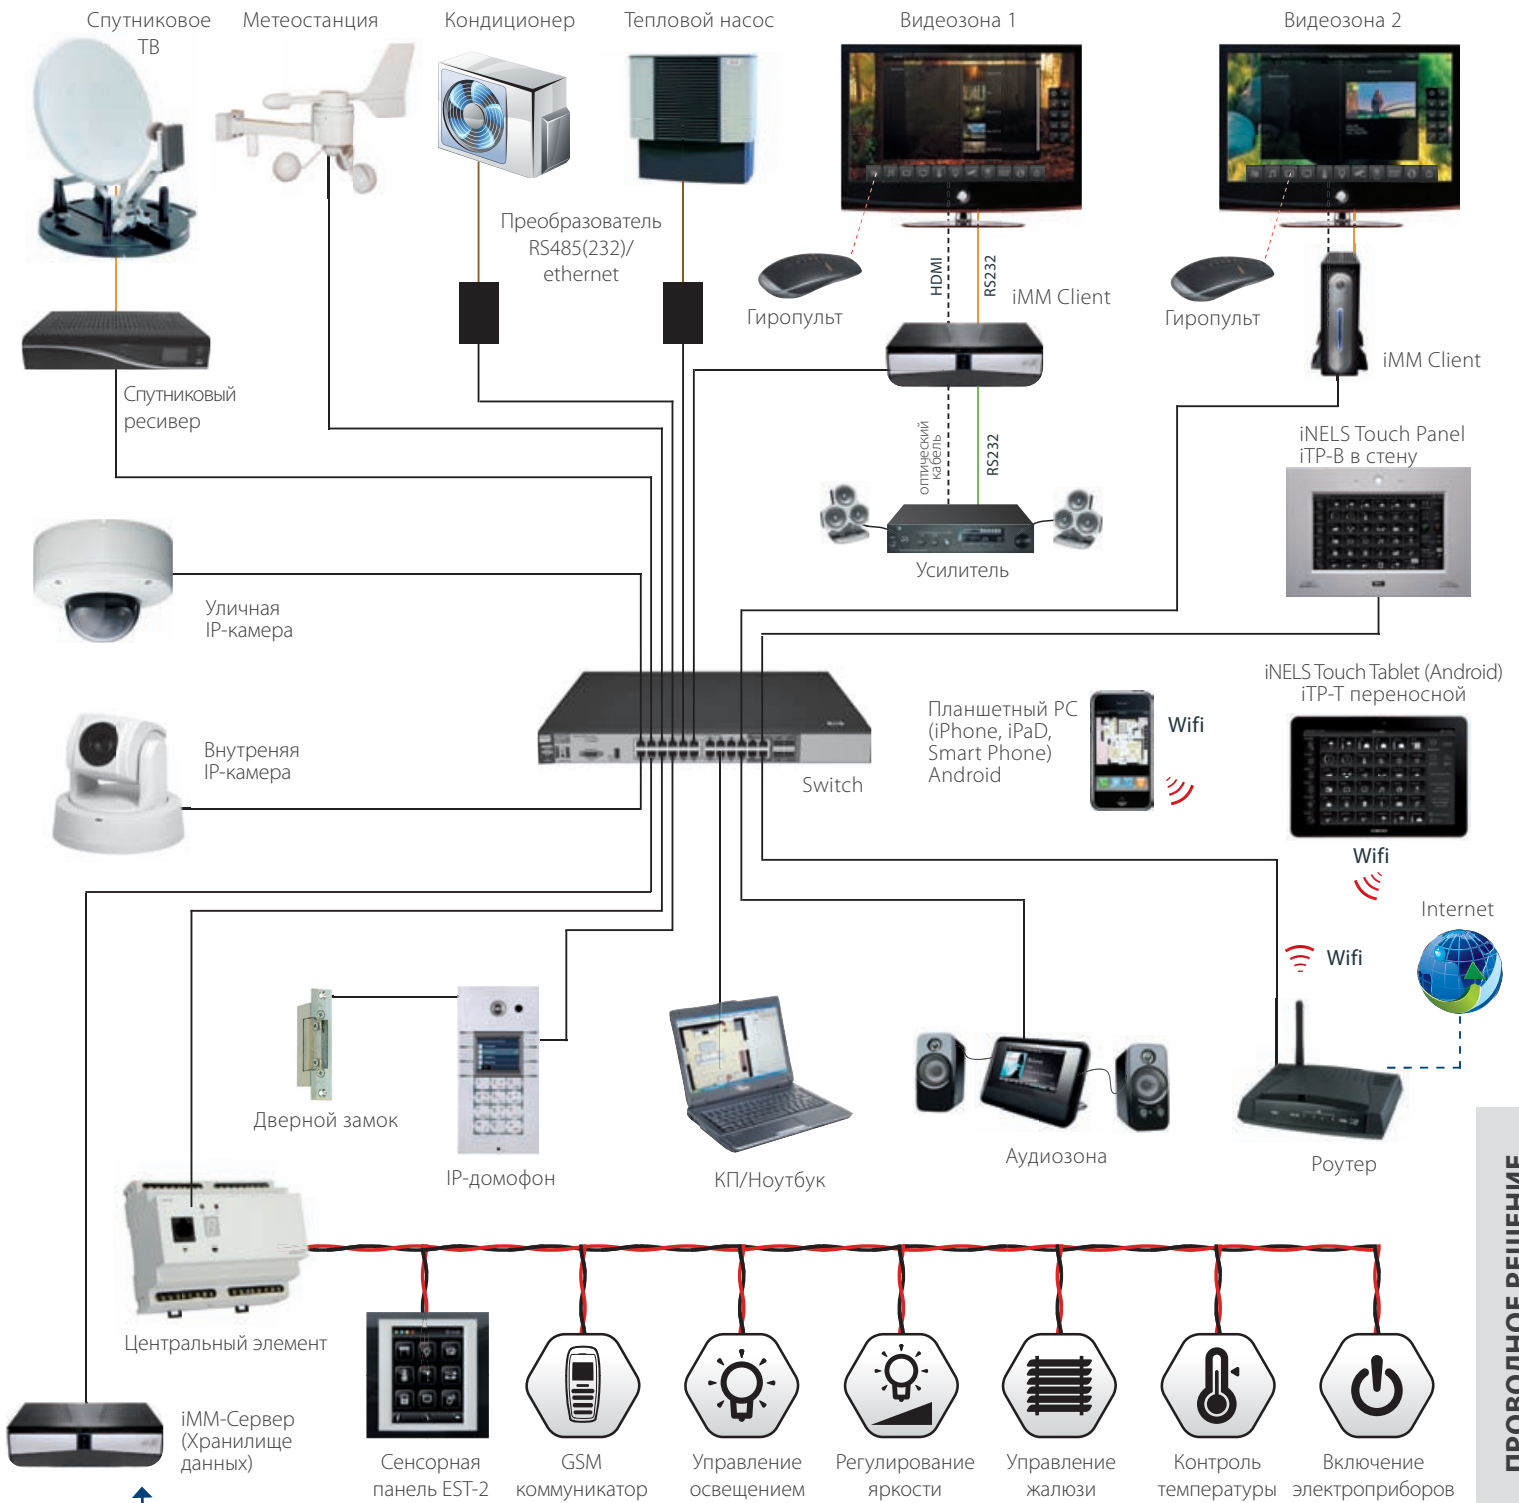 Спутниковое
ТВ
Метеостанция
Кондиционер
Тепловой насос
Видеозона 1
Видеозона 2
Преобразователь
RS485(232)/
ethernet
HDMI
RS232
iMM Client
Гиропульт
Гиропульт
iMM Client
Спутниковый
ресивер
оптический
кабель
RS232
Усилитель
iNELS Touch Panel
iTP-B в стену
Уличная
IP-камера
Внутреняя
IP-камера
Switch
Планшетный PC
(iPhone, iPaD,
Smart Phone)
Android
Wifi
iNELS Touch Tablet (Android)
iTP-T переносной
Wifi
Internet
Wifi
Дверной замок
IP-домофон
КП/Ноутбук
Аудиозона
Роутер
Центральный элемент
iMM-Сервер
(Хранилище
данных)
Сенсорная
панель EST-2
GSM
коммуникатор
Управление
освещением
Регулирование
яркости
Управление
жалюзи
Контроль
температуры
Включение
электроприборов
ПРОВОДНОЕ РЕШЕНИЕ